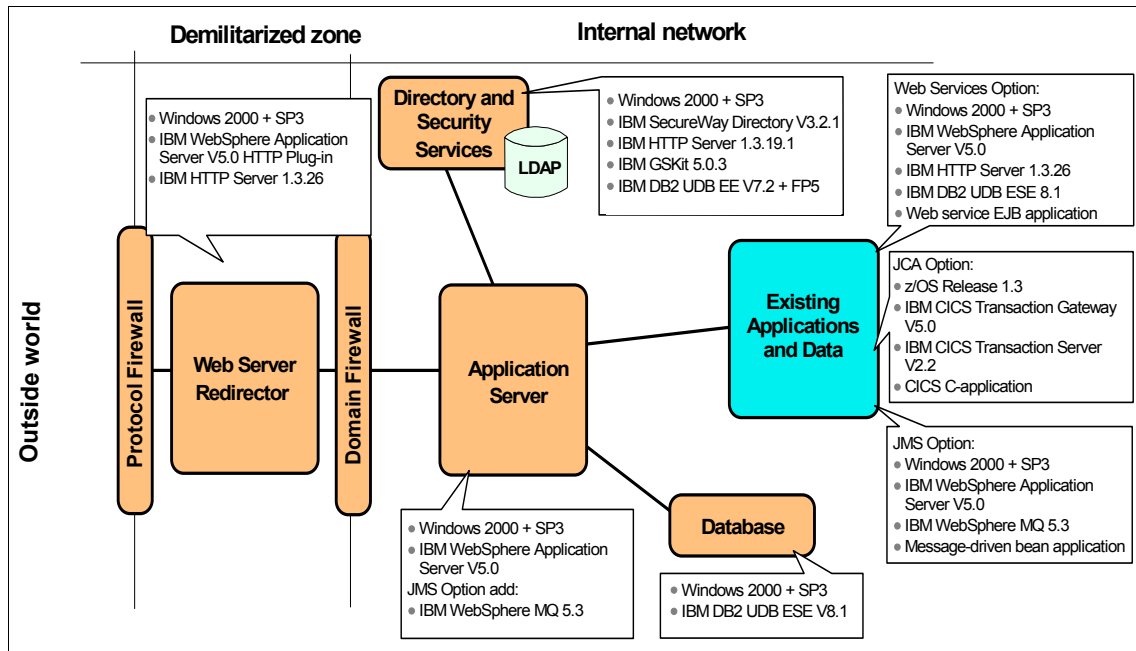 Demilitarized zone
Internal network
Outside world
Protocol Firewall
Windows 2000 + SP3
IBM WebSphere Application
Server V5.0 HTTP Plug-in
IBM HTTP Server 1.3.26
Web Server
Redirector
Domain Firewall
Directory and
Security
Services
LDAP
Windows 2000 + SP3
IBM SecureWay Directory V3.2.1
IBM HTTP Server 1.3.19.1
IBM GSKit 5.0.3
IBM DB2 UDB EE V7.2 + FP5
Application
Server
Windows 2000 + SP3
IBM WebSphere Application
Server V5.0
JMS Option add:
IBM WebSphere MQ 5.3
Database
Windows 2000 + SP3
IBM DB2 UDB ESE V8.1
Existing
Applications
and Data
Web Services Option:
Windows 2000 + SP3
IBM WebSphere Application
Server V5.0
IBM HTTP Server 1.3.26
IBM DB2 UDB ESE 8.1
Web service EJB application
JCA Option:
z/OS Release 1.3
IBM CICS Transaction Gateway
V5.0
IBM CICS Transaction Server
V2.2
CICS C-application
JMS Option:
Windows 2000 + SP3
IBM WebSphere Application
Server V5.0
IBM WebSphere MQ 5.3
Message-driven bean application